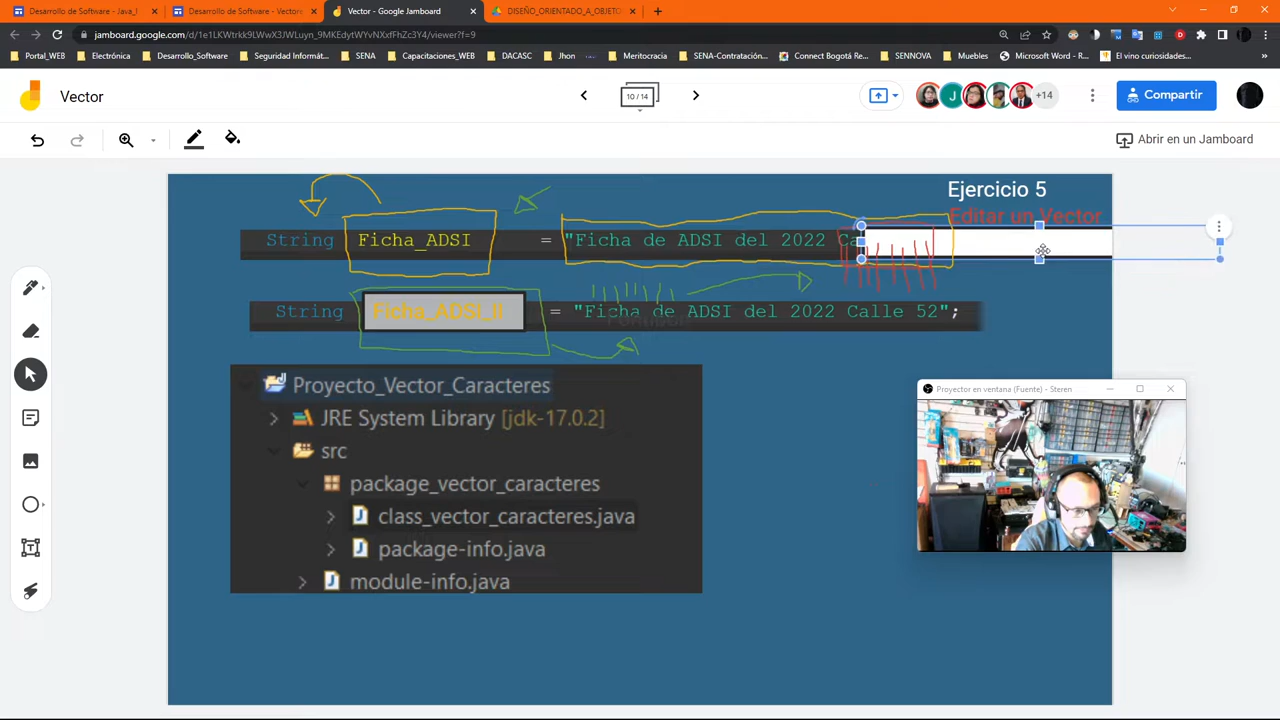 Desarrollo de Software - Java_I
Desarrollo de Software - Vectore
Vector - Google Jamboard
DISEÑO_ORIENTADO_A_OBJETO
jamboard.google.com/d/1e1LKWtrkk9LWwX3JWLuyn_9MKEdytWYvNXxfFhZc3Y4/viewer?f=9
Portal_WEB
Electrónica
Desarrollo_Software
Seguridad Informát...
SENA
Capacitaciones_WEB
DACASC
Jhon
Meritocracia
SENA-Contratación...
Connect Bogotá Re...
SENNOVA
Muebles
Microsoft Word - R...
El vino curiosidades...
Vector
10 / 14
J
+14
Compartir
Abrir en un Jamboard
Ejercicio 5
Editar un Vector
String Ficha_ADSI = "Ficha de ADSI del 2022 Ca
String Ficha_ADSI_II = "Ficha de ADSI del 2022 Calle 52";
Proyecto_Vector_Caracteres
JRE System Library [jdk-17.0.2]
src
package_vector_caracteres
class_vector_caracteres.java
package-info.java
module-info.java
Proyector en ventana (Fuente) - Steren